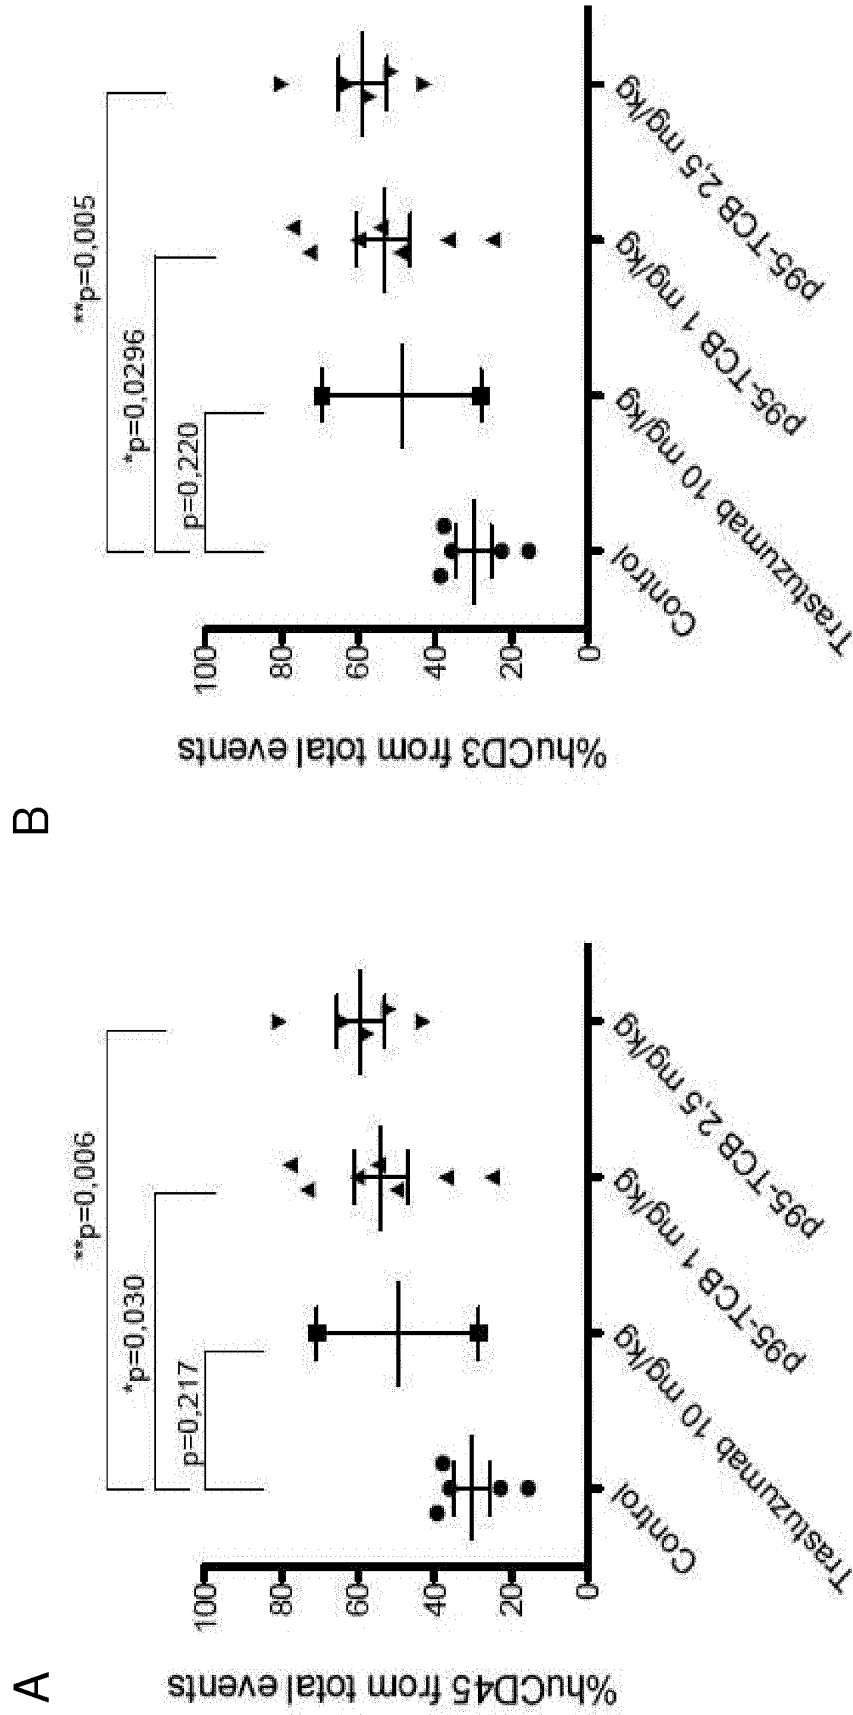 A
%huCD45 from total events
100
80
60
40
20
0
**p=0,006
*p=0,030
p=0,217
Control
Trastuzumab 10 mg/kg
p95-TCB 1 mg/kg
p95-TCB 2,5 mg/kg
B
%huCD3 from total events
100
80
60
40
20
0
**p=0,005
*p=0,0296
p=0,220
Control
Trastuzumab 10 mg/kg
p95-TCB 1 mg/kg
p95-TCB 2,5 mg/kg